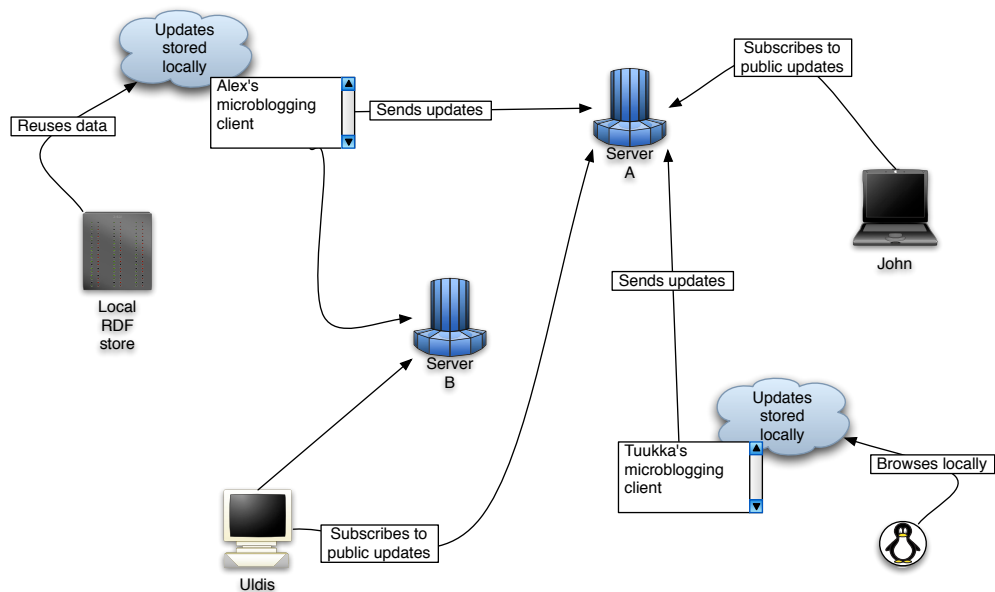 Updates
stored
locally
Alex's
microblogging
client
Sends updates
Reuses data
Local
RDF
store
Server
A
Subscribes to
public updates
John
Sends updates
Server
B
Updates
stored
locally
Tuukka's
microblogging
client
Browses locally
Subscribes to
public updates
Uldis